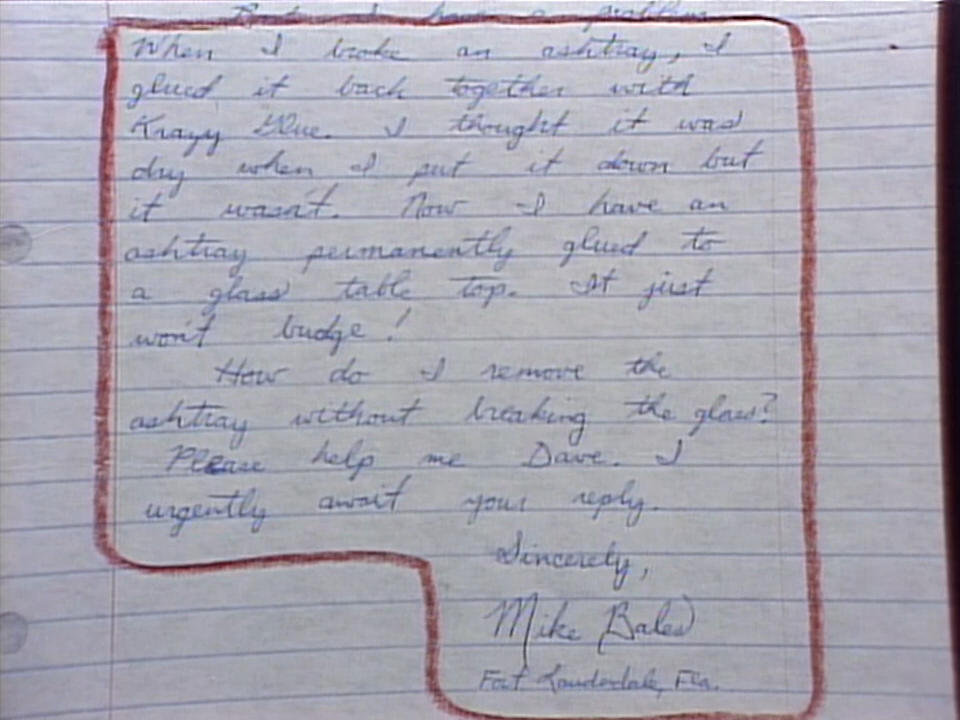 But I have a problem
When I broke an ashtray, I
glued it back together with
Krazy Glue. I thought it was
dry when I put it down but
it wasn't. Now I have an
ashtray permanently glued to
a glass table top. It just
won't budge!
How do I remove the
ashtray without breaking the glass?
Please help me Dave. I
urgently await your reply.
Sincerely,
Mike Bales
Fort Lauderdale, Fla.